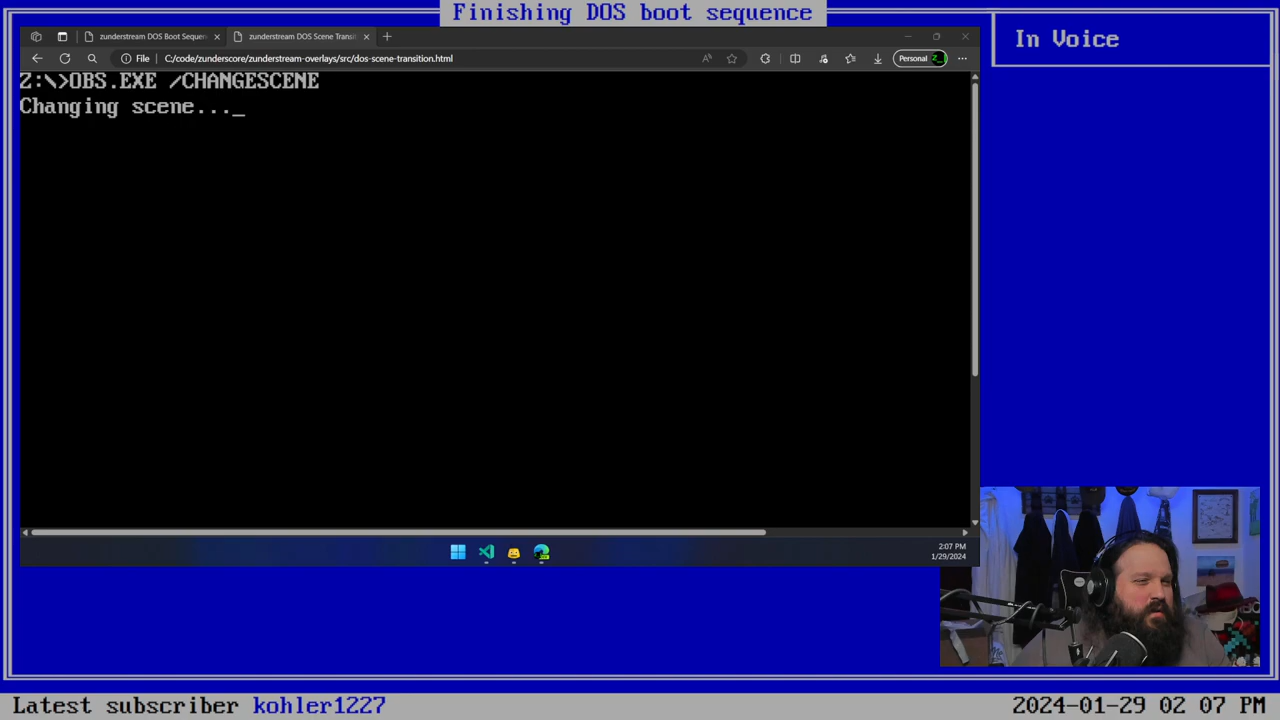 Finishing DOS boot sequence
In Voice
zunderstream DOS Boot Sequen
zunderstream DOS Scene Transit
File
C:/code/zunderscore/zunderstream-overlays/src/dos-scene-transition.html
Personal
Z:\>OBS.EXE /CHANGESCENE
Changing scene..._
2:07 PM
1/29/2024
Latest subscriber kohler1227
2024-01-29 02 07 PM